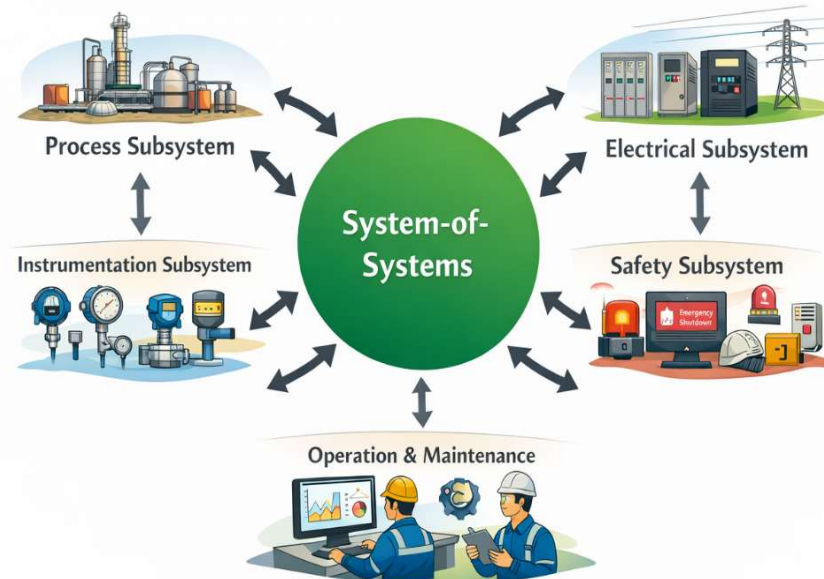 Process Subsystem
Electrical Subsystem
System-of-
Systems
Instrumentation Subsystem
Safety Subsystem
Emergency
Shutdown
Operation & Maintenance